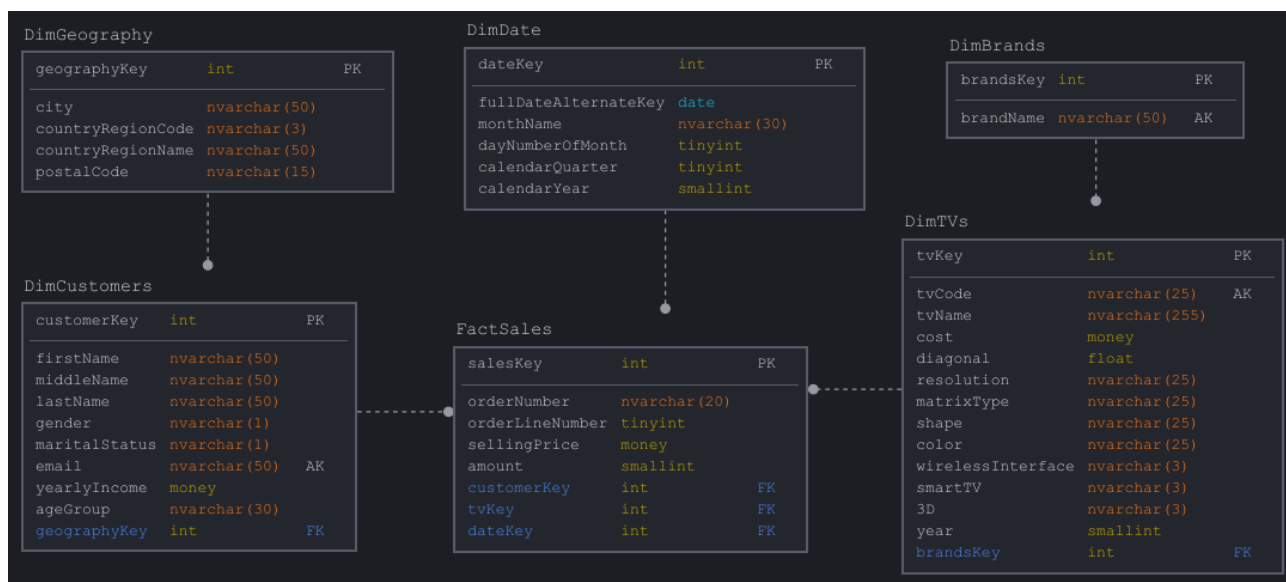 DimGeography
geographyKey int PK
city nvarchar(50)
countryRegionCode nvarchar(3)
countryRegionName nvarchar(50)
postalCode nvarchar(15)
DimDate
dateKey int PK
fullDateAlternateKey date
monthName nvarchar(30)
dayNumberOfMonth tinyint
calendarQuarter tinyint
calendarYear smallint
DimBrands
brandsKey int PK
brandName nvarchar(50) AK
DimCustomers
customerKey int PK
firstName nvarchar(50)
middleName nvarchar(50)
lastName nvarchar(50)
gender nvarchar(1)
maritalStatus nvarchar(1)
email nvarchar(50) AK
yearlyIncome money
ageGroup nvarchar(30)
geographyKey int FK
FactSales
salesKey int PK
orderNumber nvarchar(20)
orderLineNumber tinyint
sellingPrice money
amount smallint
customerKey int FK
tvKey int FK
dateKey int FK
DimTVs
tvKey int PK
tvCode nvarchar(25) AK
tvName nvarchar(255)
cost money
diagonal float
resolution nvarchar(25)
matrixType nvarchar(25)
shape nvarchar(25)
color nvarchar(25)
wirelessInterface nvarchar(3)
smartTV nvarchar(3)
3D nvarchar(3)
year smallint
brandsKey int FK